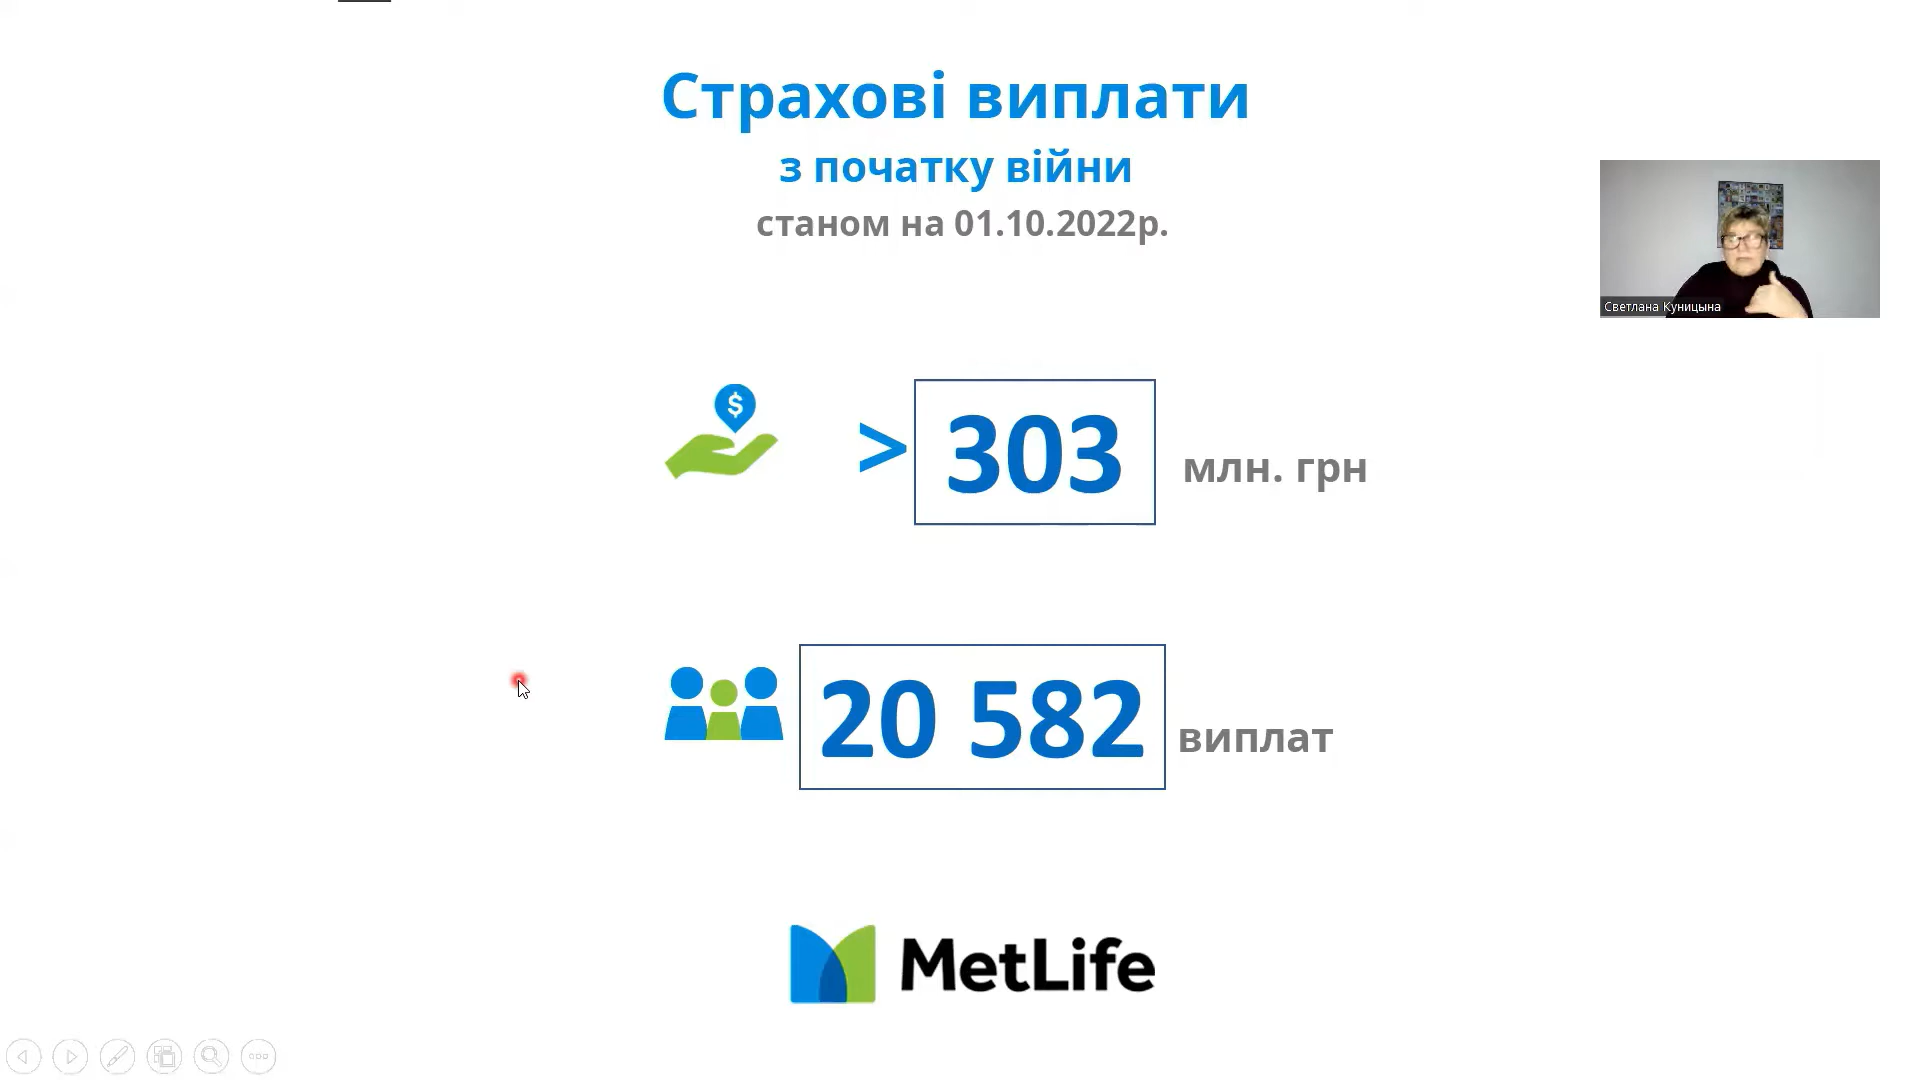 Страхові виплати
з початку війни
станом на 01.10.2022р.
Светлана Куницына
$
> 303 млн. грн
20 582 виплат
MetLife